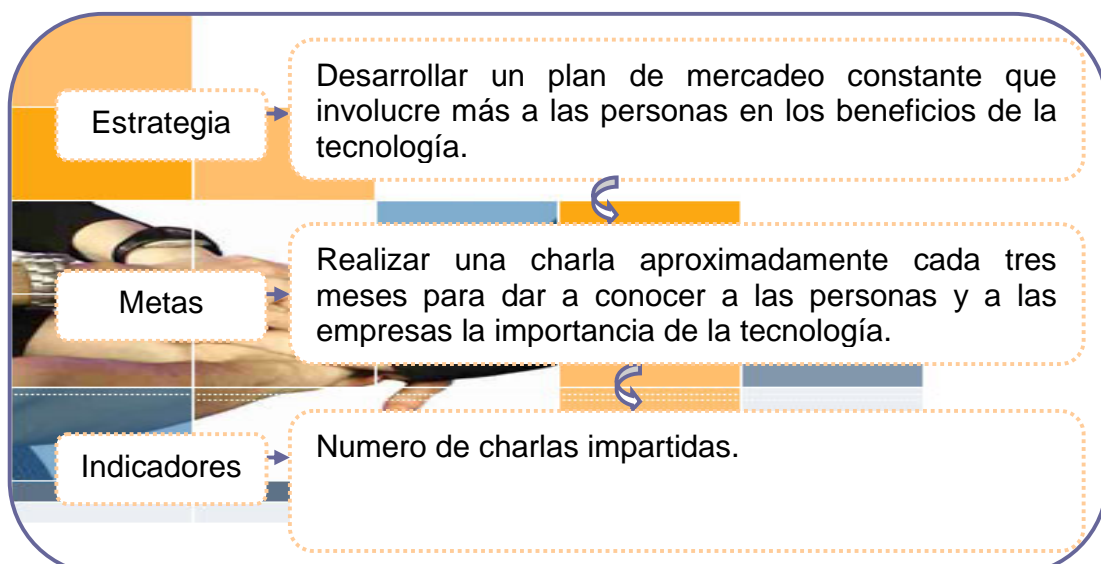 Estrategia
Desarrollar un plan de mercadeo constante que
involucre más a las personas en los beneficios de la
tecnología.
Metas
Realizar una charla aproximadamente cada tres
meses para dar a conocer a las personas y a las
empresas la importancia de la tecnología.
Indicadores
Numero de charlas impartidas.